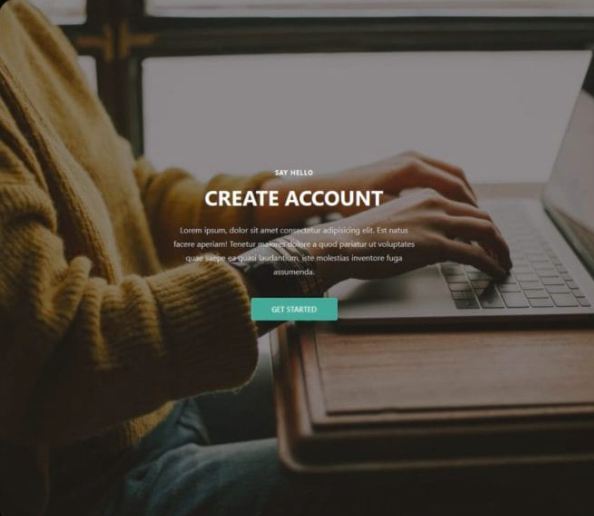 SAY HELLO
CREATE ACCOUNT
Lorem ipsum, dolor sit amet consectetur adipisicing elit. Est natus
facere aperiam! Tenetur maiores dolore a quod pariatur ut voluptates
quae saepe ea quasi laudantium, iste molestias inventore fuga
assumenda.
GET STARTED